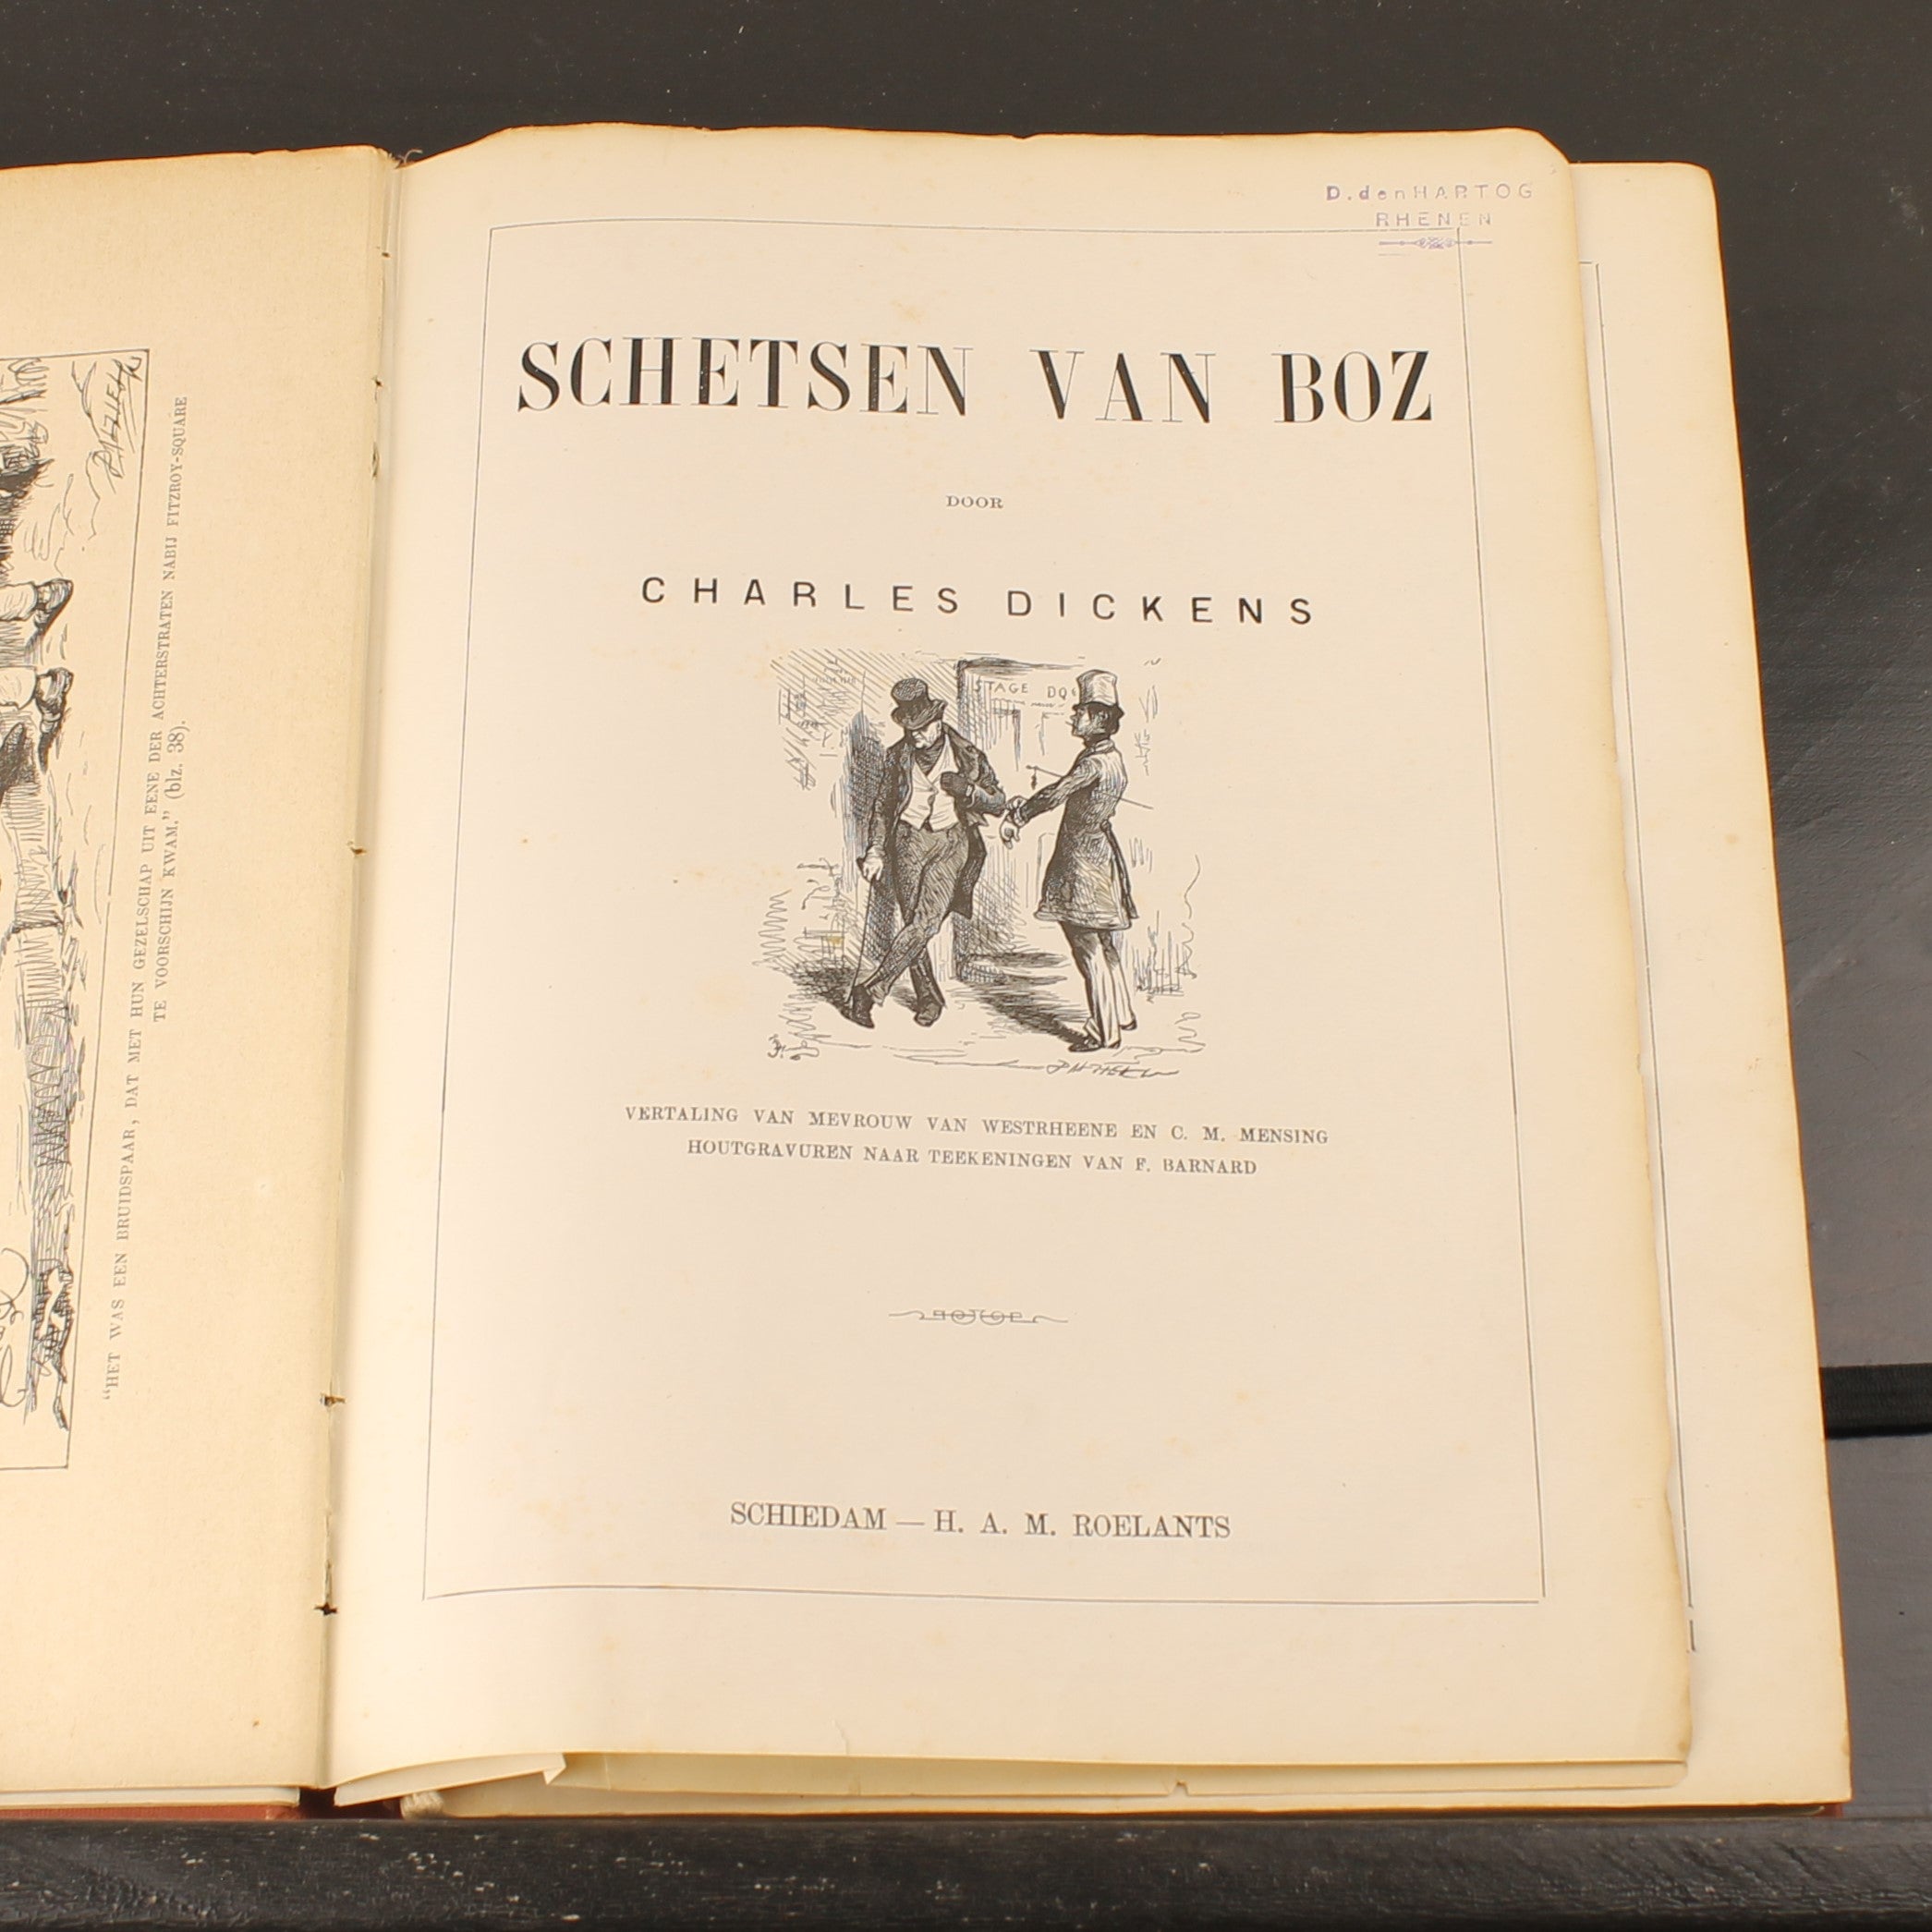 "HET WAS EEN BRUIDSPAAR, DAT MET HUN GEZELSCHAP UIT EENE DER ACHTERSTRATEN NABIJ FITZROY-SQUARE
TE VOORSCHIJN KWAM." (blz. 38).
D. den HARTOG
RHENEN
SCHETSEN VAN BOZ
DOOR
CHARLES DICKENS
STAGE DO
VERTALING VAN MEVROUW VAN WESTRHEENE EN C. M. MENSING
HOUTGRAVUREN NAAR TEEKENINGEN VAN F. BARNARD
SCHIEDAM — H. A. M. ROELANTS